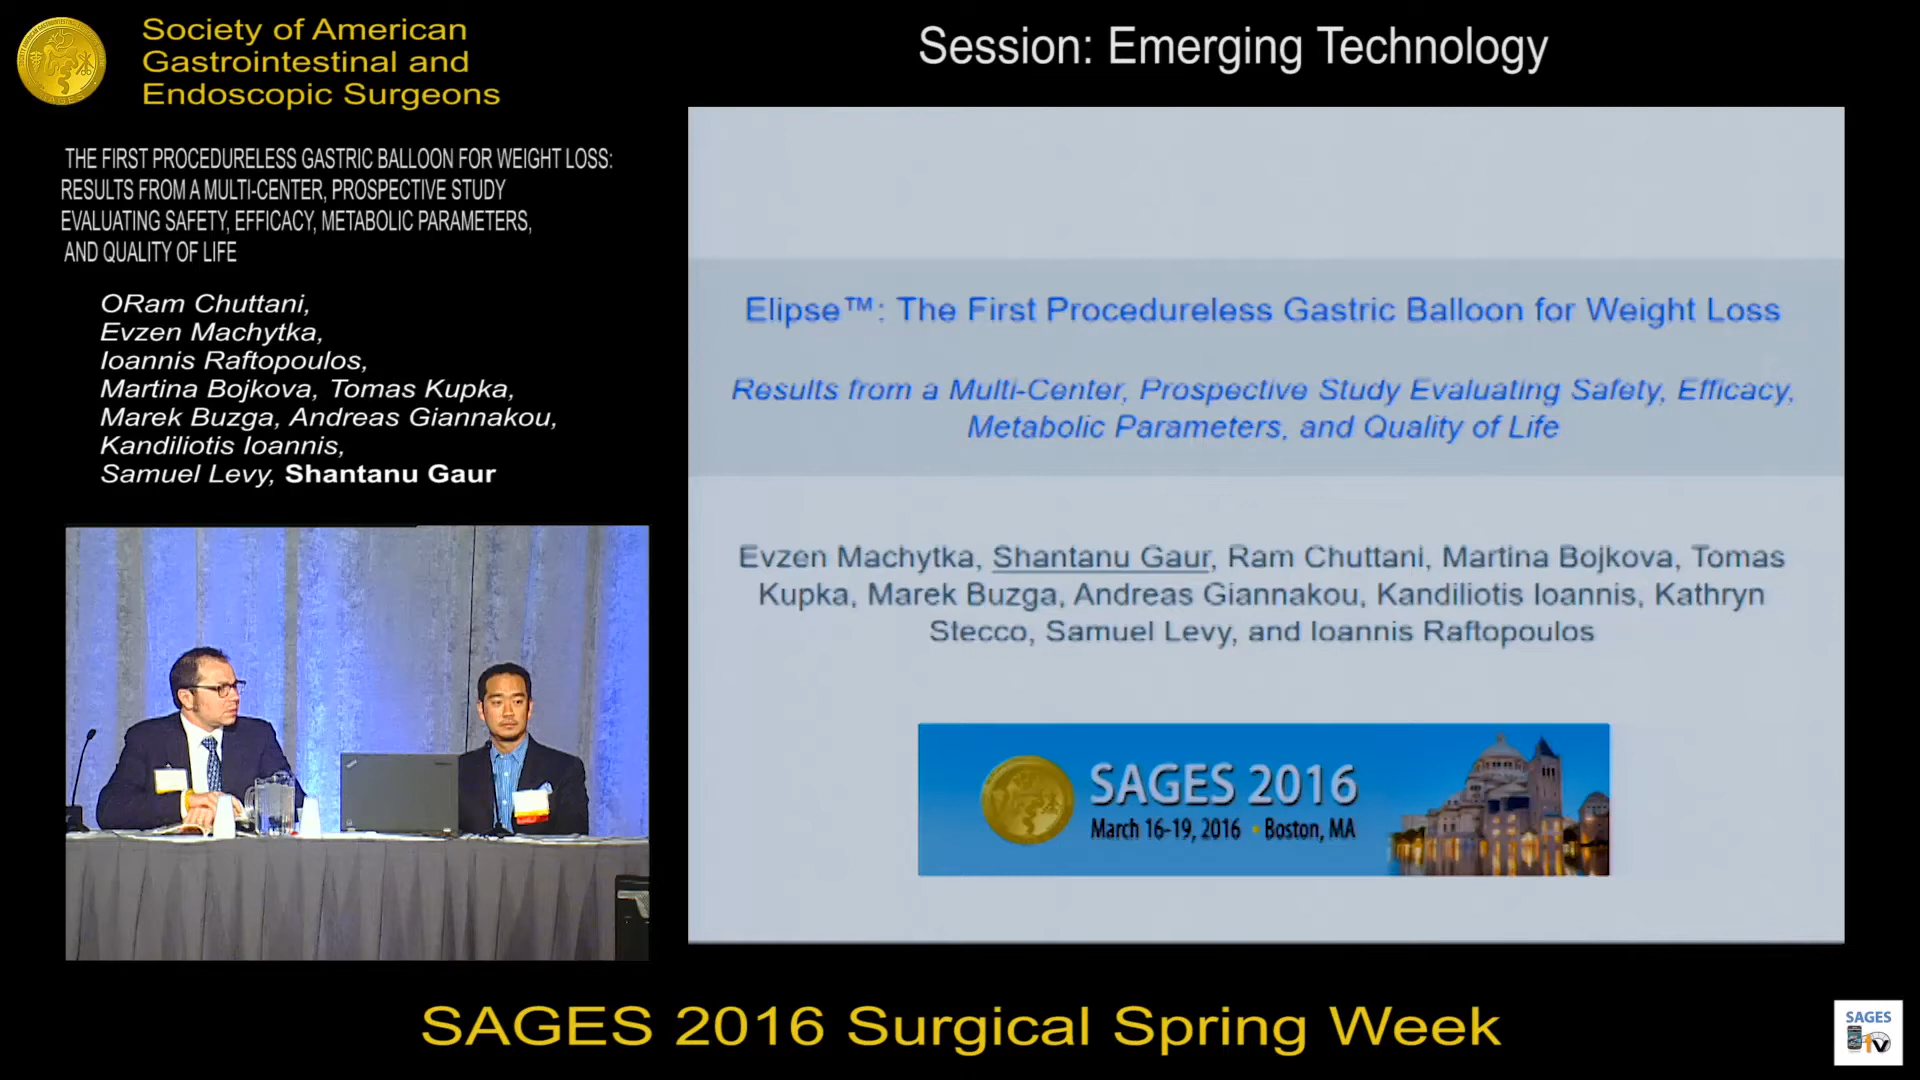 Society of American
Gastrointestinal and
Endoscopic Surgeons
Session: Emerging Technology
THE FIRST PROCEDURELESS GASTRIC BALLOON FOR WEIGHT LOSS:
RESULTS FROM A MULTI-CENTER, PROSPECTIVE STUDY
EVALUATING SAFETY, EFFICACY, METABOLIC PARAMETERS,
AND QUALITY OF LIFE
ORam Chuttani,
Evzen Machytka,
Ioannis Raftopoulos,
Martina Bojkova, Tomas Kupka,
Marek Buzga, Andreas Giannakou,
Kandiliotis Ioannis,
Samuel Levy, Shantanu Gaur
Elipse™: The First Procedureless Gastric Balloon for Weight Loss
Results from a Multi-Center, Prospective Study Evaluating Safety, Efficacy,
Metabolic Parameters, and Quality of Life
Evzen Machytka, Shantanu Gaur, Ram Chuttani, Martina Bojkova, Tomas
Kupka, Marek Buzga, Andreas Giannakou, Kandiliotis Ioannis, Kathryn
Stecco, Samuel Levy, and Ioannis Raftopoulos
SAGES 2016
March 16-19, 2016 • Boston, MA
SAGES 2016 Surgical Spring Week
SAGES
TV